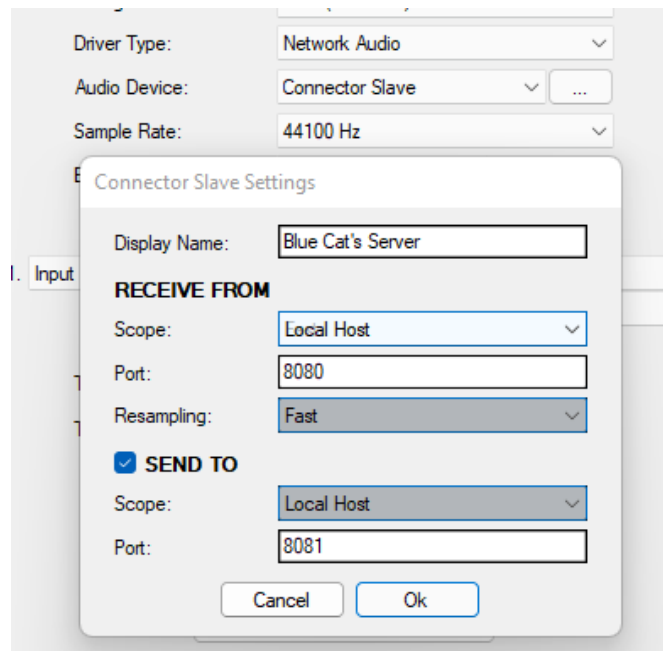 Driver Type: Network Audio
Audio Device: Connector Slave ...
Sample Rate: 44100 Hz
Connector Slave Settings
Display Name: Blue Cat's Server
Input
RECEIVE FROM
Scope: Local Host
Port: 8080
Resampling: Fast
SEND TO
Scope: Local Host
Port: 8081
Cancel Ok